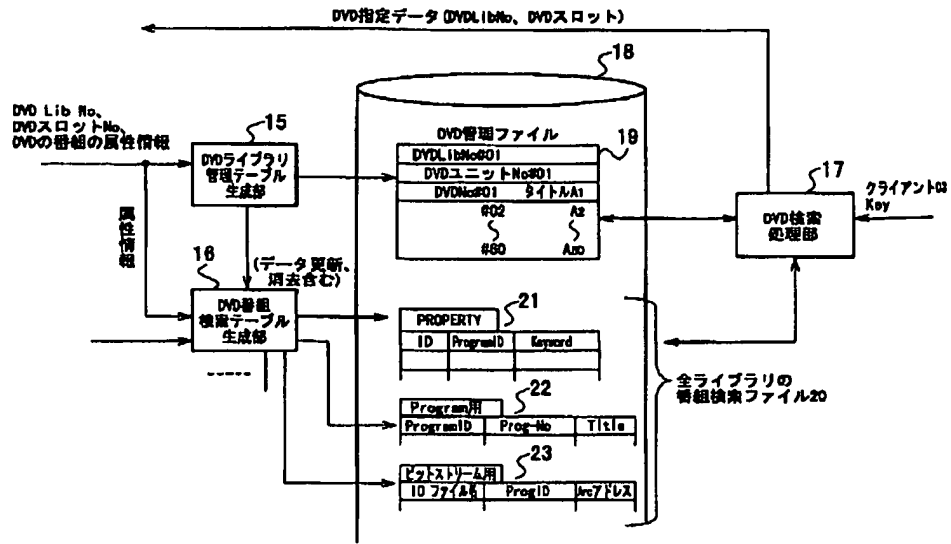 DVD指定データ(DVDLibNo、DVDスロット)
18
DVD Lib No、
DVDスロットNo、
DVDの番組の属性情報
15
DVDライブラリ
管理テーブル
生成部
DVD管理ファイル
19
DVDLibNo#01
DVDユニットNo#01
DVDNo#01 タイトルA1
#02 A2
#80
17
DVD検索
処理部
Key
属性情報
16
(データ更新、
消去含む)
DVD番組
検索テーブル
生成部
21
PROPERTY
ID ProgramID Keyword
22
Program用
ProgramID Prog-No Title
23
ビットストリーム用
ID ファイル名 ProgID Arcアドレス
全ライブラリの
番組検索ファイル20